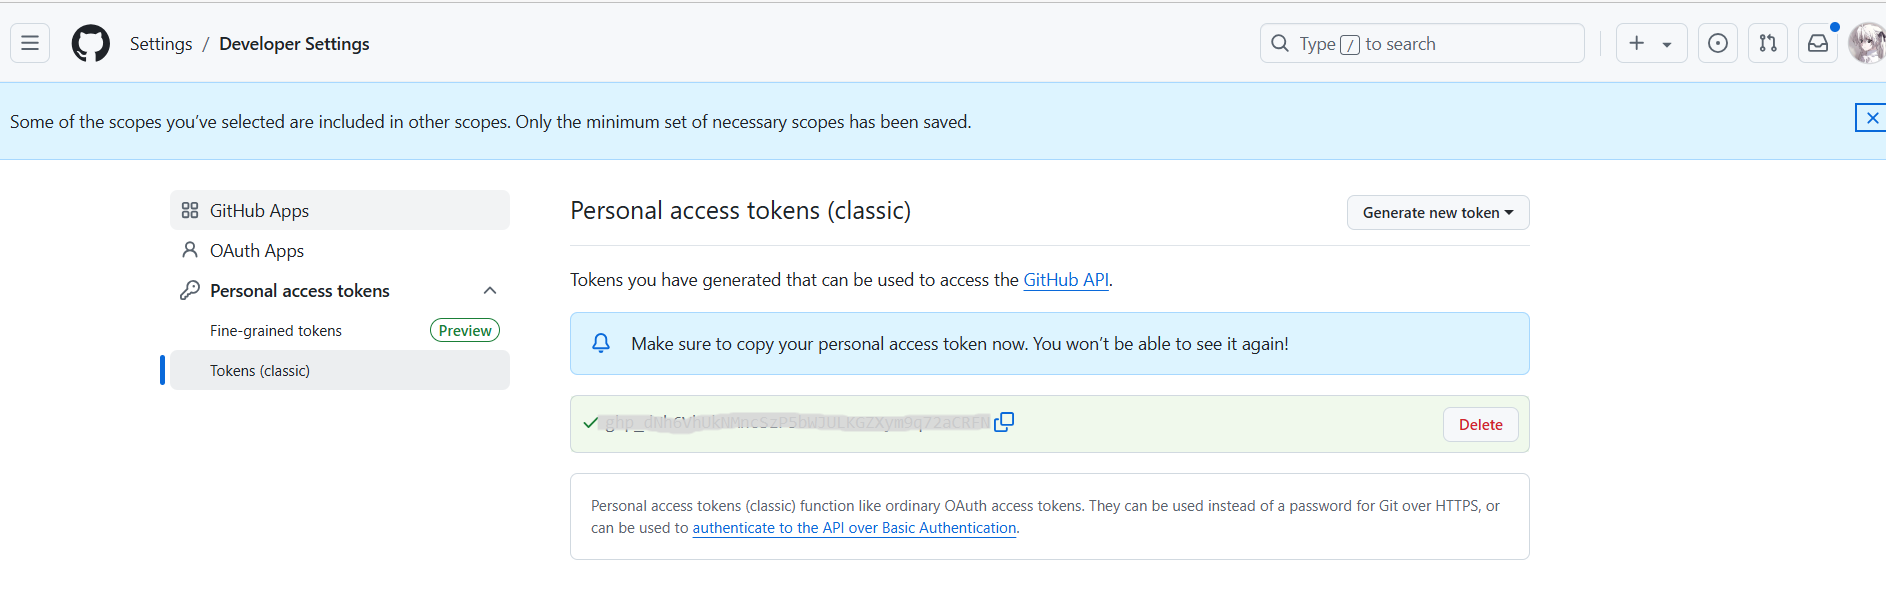 Settings / Developer Settings
Type / to search
Some of the scopes you’ve selected are included in other scopes. Only the minimum set of necessary scopes has been saved.
GitHub Apps
OAuth Apps
Personal access tokens
Fine-grained tokens
Preview
Tokens (classic)
Personal access tokens (classic)
Generate new token
Tokens you have generated that can be used to access the GitHub API.
Make sure to copy your personal access token now. You won’t be able to see it again!
Delete
Personal access tokens (classic) function like ordinary OAuth access tokens. They can be used instead of a password for Git over HTTPS, or
can be used to authenticate to the API over Basic Authentication.